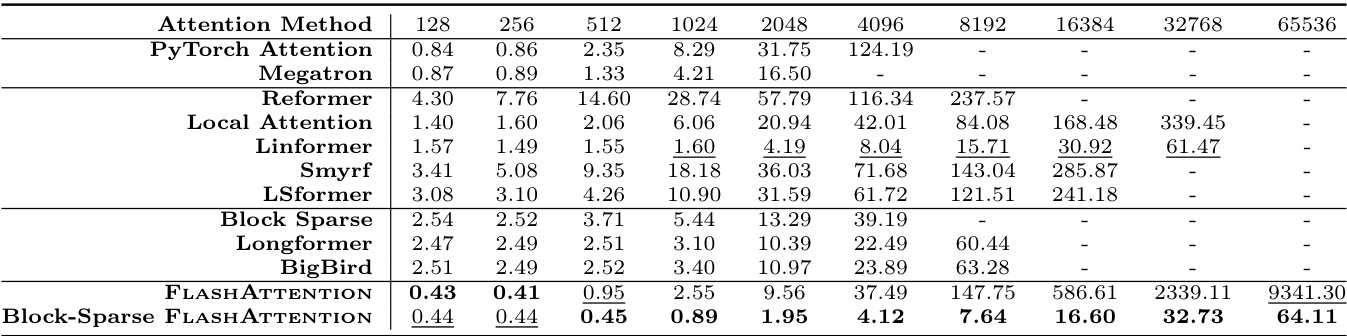 Attention Method 128 256 512 1024 2048 4096 8192 16384 32768 65536
PyTorch Attention 0.84 0.86 2.35 8.29 31.75 124.19 - - - -
Megatron 0.87 0.89 1.33 4.21 16.50 - - - - -
Reformer 4.30 7.76 14.60 28.74 57.79 116.34 237.57 - - -
Local Attention 1.40 1.60 2.06 6.06 20.94 42.01 84.08 168.48 339.45 -
Linformer 1.57 1.49 1.55 1.60 4.19 8.04 15.71 30.92 61.47 -
Smyrf 3.41 5.08 9.35 18.18 36.03 71.68 143.04 285.87 - -
LSformer 3.08 3.10 4.26 10.90 31.59 61.72 121.51 241.18 - -
Block Sparse 2.54 2.52 3.71 5.44 13.29 39.19 - - - -
Longformer 2.47 2.49 2.51 3.10 10.39 22.49 60.44 - - -
BigBird 2.51 2.49 2.52 3.40 10.97 23.89 63.28 - - -
FlashAttention 0.43 0.41 0.95 2.55 9.56 37.49 147.75 586.61 2339.11 9341.30
Block-Sparse FlashAttention 0.44 0.44 0.45 0.89 1.95 4.12 7.64 16.60 32.73 64.11